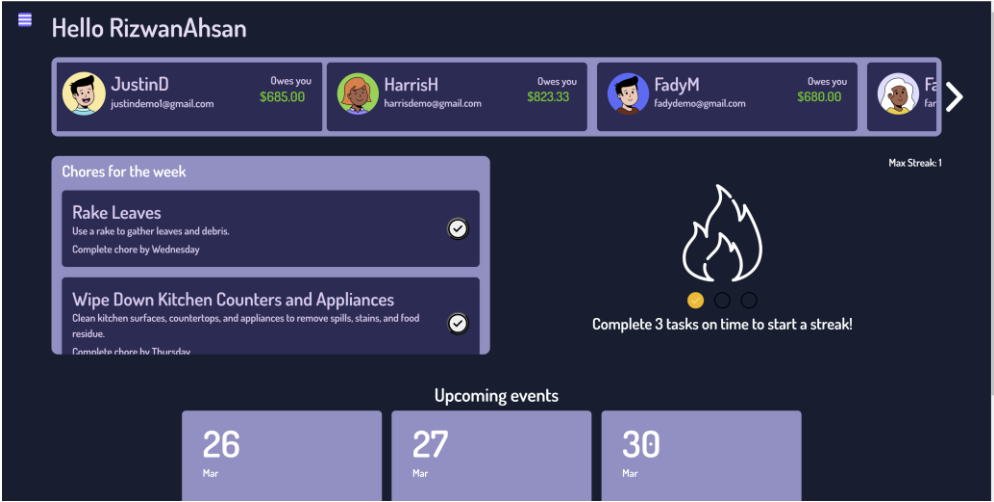 Hello RizwanAhsan
JustinD
justindemo1@gmail.com
Owes you
$685.00
HarrisH
harrisdemo@gmail.com
Owes you
$823.33
FadyM
fadydemo@gmail.com
Owes you
$680.00
Fa
far
Chores for the week
Rake Leaves
Use a rake to gather leaves and debris.
Complete chore by Wednesday
Wipe Down Kitchen Counters and Appliances
Clean kitchen surfaces, countertops, and appliances to remove spills, stains, and food
residue.
Complete chore by Thursday
Max Streak: 1
Complete 3 tasks on time to start a streak!
Upcoming events
26
Mar
27
Mar
30
Mar